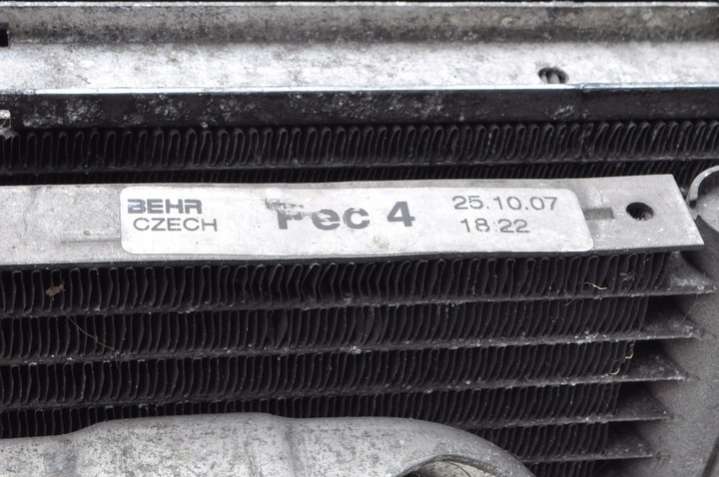 BEHR
CZECH
Pec 4
25.10.07
18:22